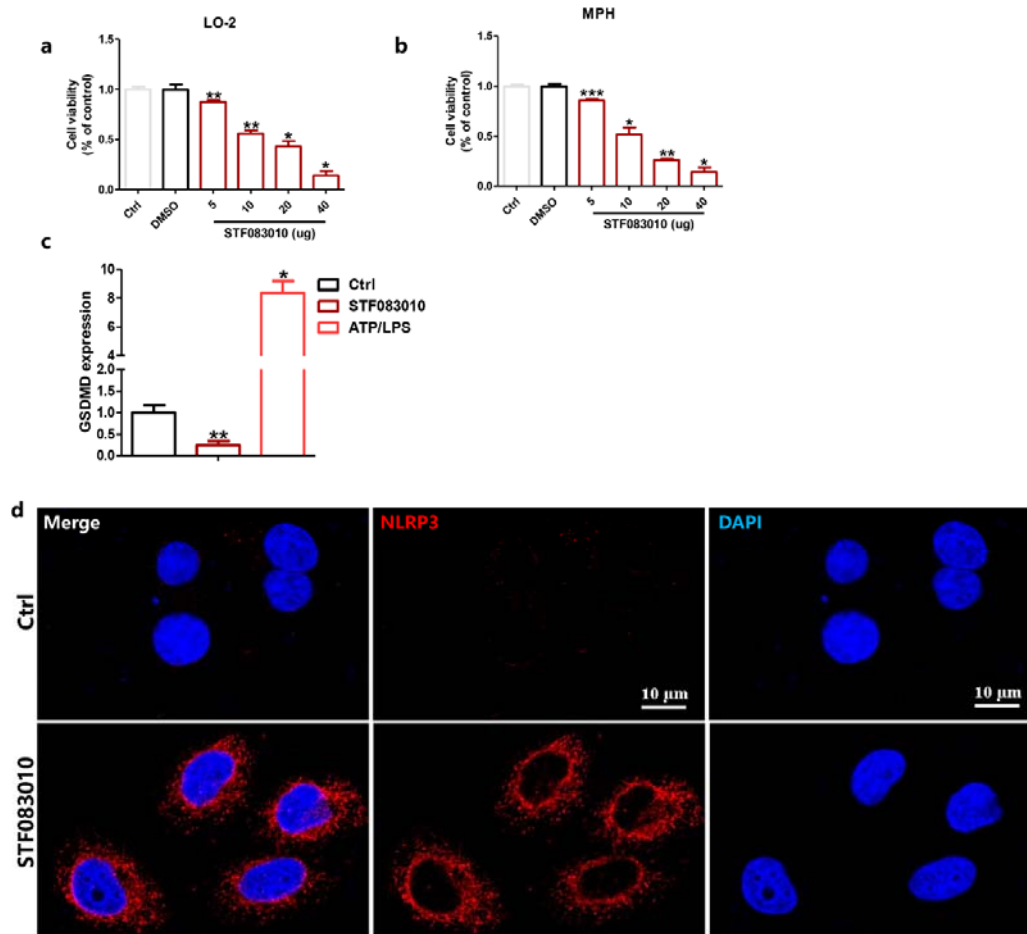 a
LO-2
Cell viability
(% of control)
1.5
1.0
0.5
0.0
**
**
*
*
Ctrl
DMSO
5
10
20
40
STF083010 (ug)
b
MPH
Cell viability
(% of control)
1.5
1.0
0.5
0.0
***
*
**
*
Ctrl
DMSO
5
10
20
40
STF083010 (ug)
c
GSDMD expression
10
8
6
4
2.0
1.5
1.0
0.5
0.0
**
*
Ctrl
STF083010
ATP/LPS
d
Merge
NLRP3
DAPI
Ctrl
10 µm
10 µm
STF083010